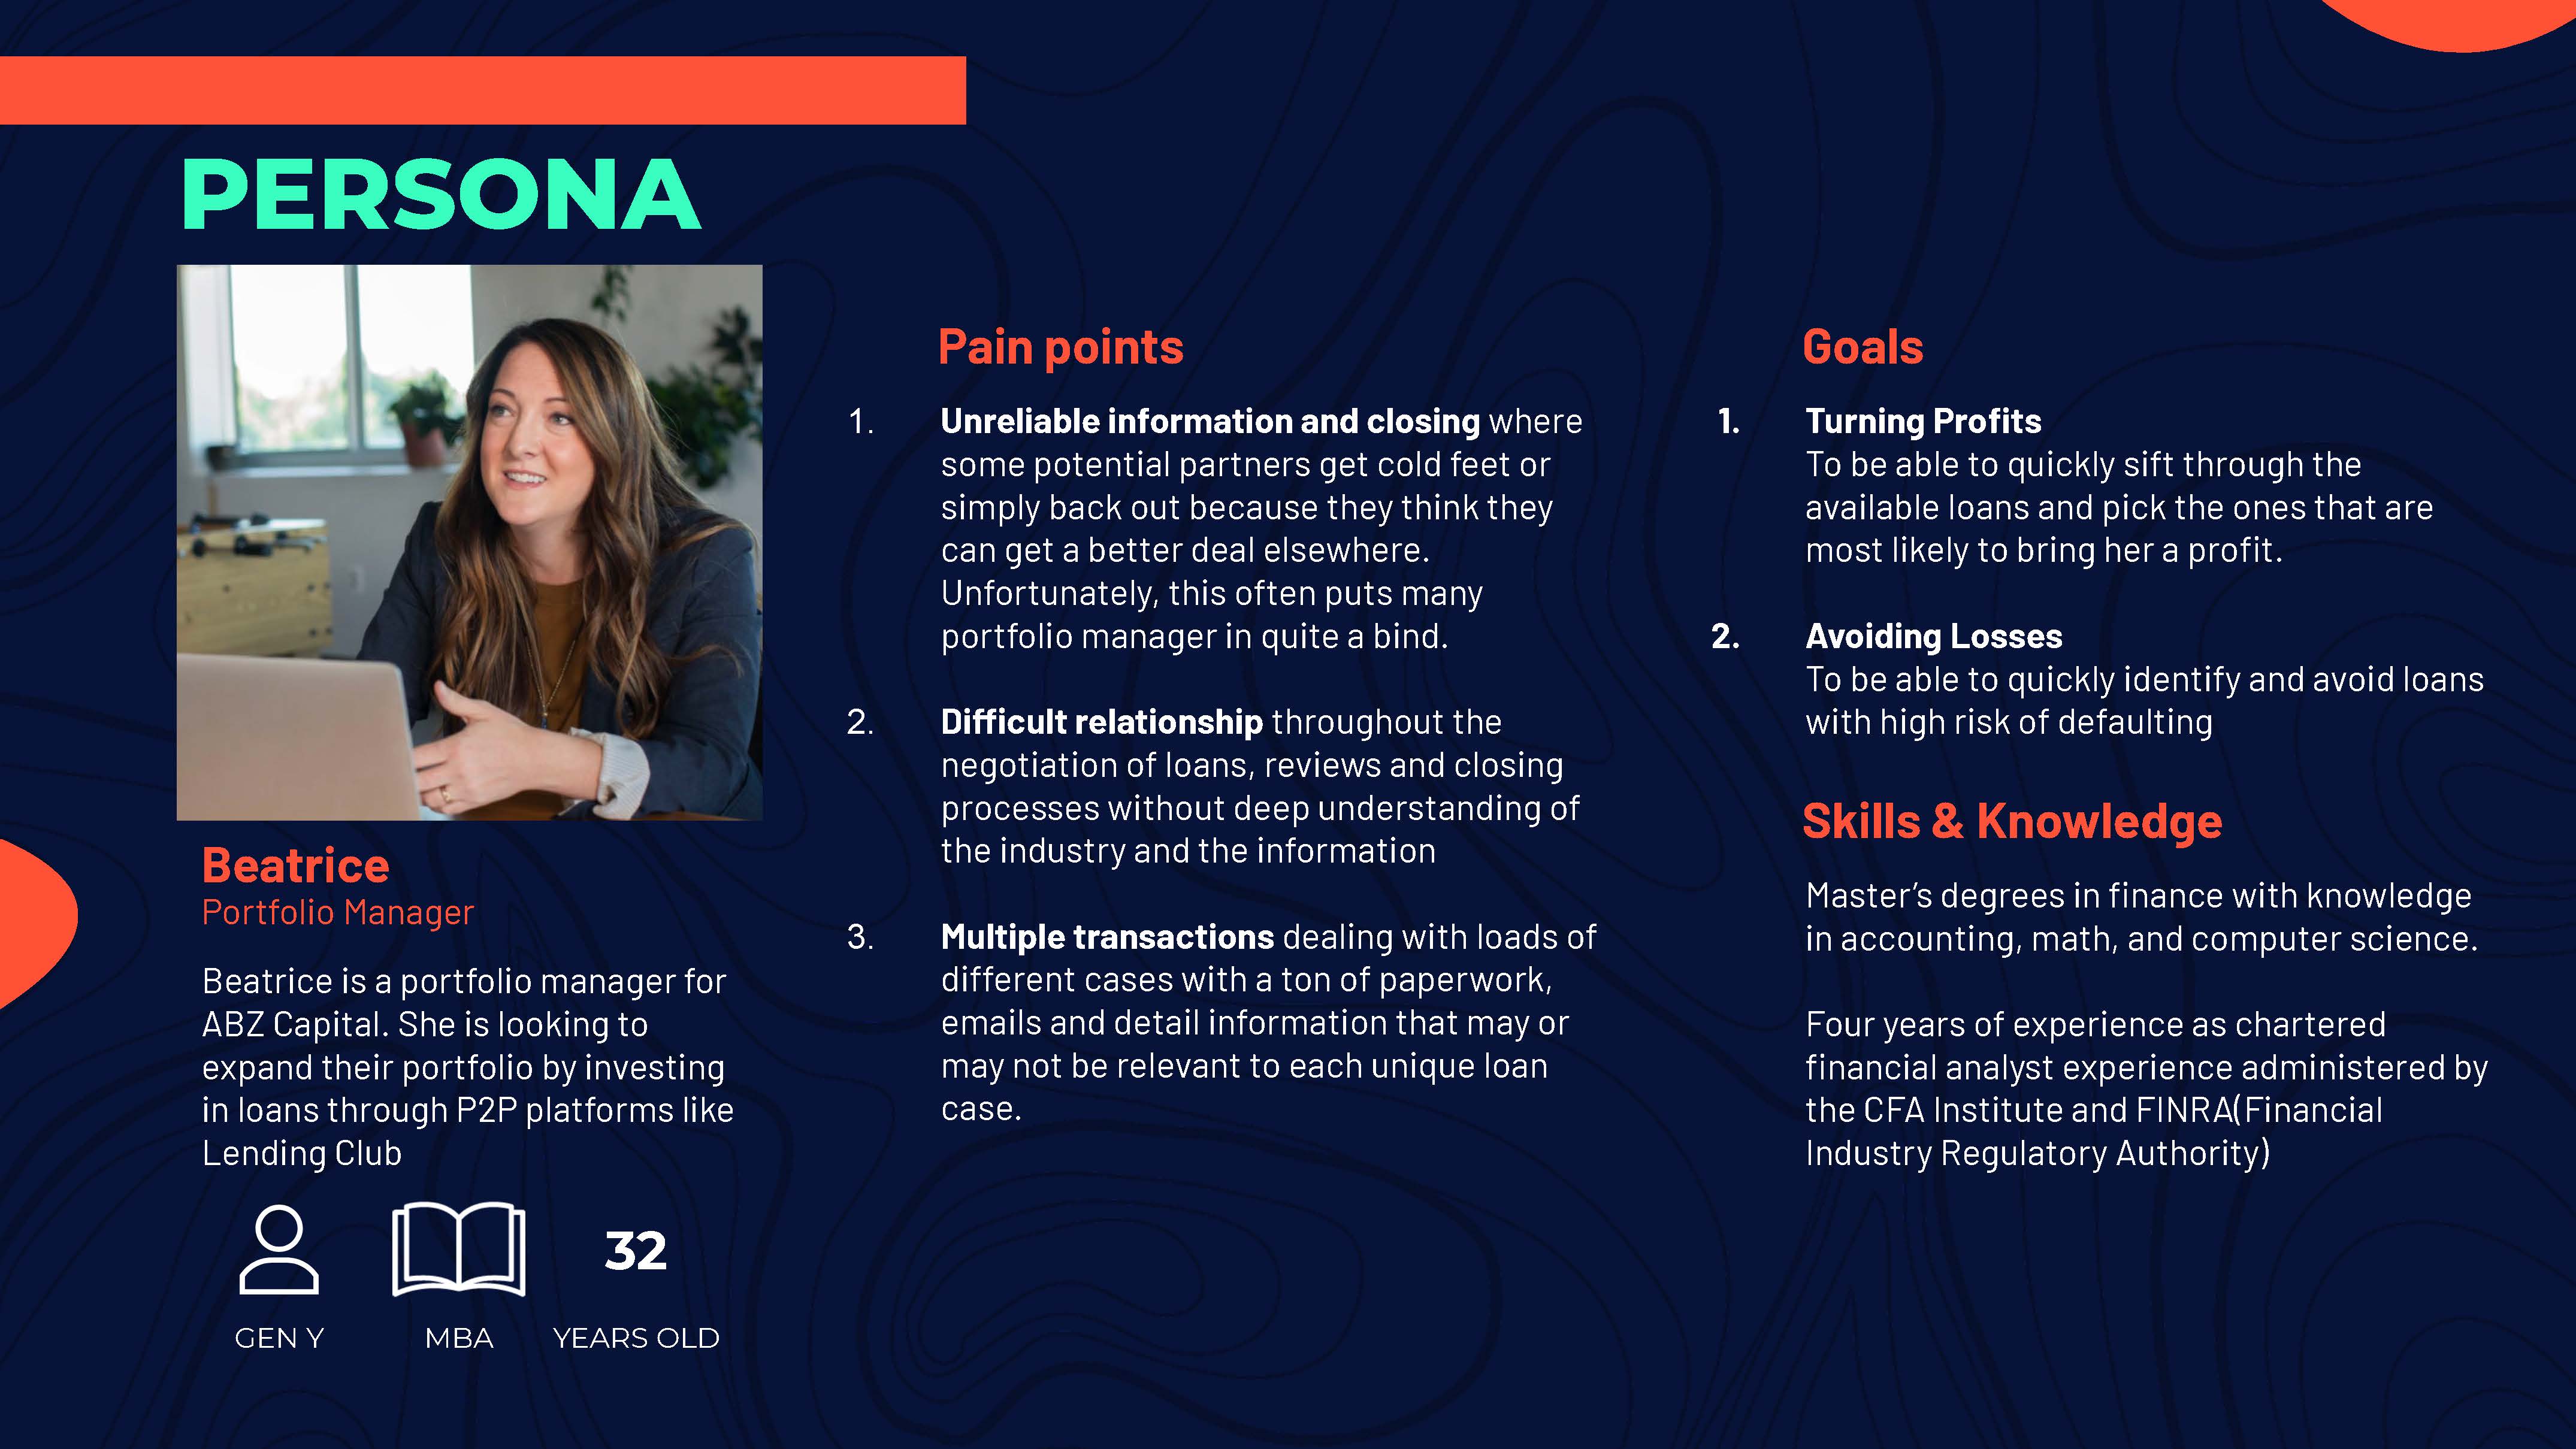 PERSONA
Beatrice
Portfolio Manager
Beatrice is a portfolio manager for
ABZ Capital. She is looking to
expand their portfolio by investing
in loans through P2P platforms like
Lending Club
GEN Y
MBA
32
YEARS OLD
Pain points
1. Unreliable information and closing where
some potential partners get cold feet or
simply back out because they think they
can get a better deal elsewhere.
Unfortunately, this often puts many
portfolio manager in quite a bind.
2. Difficult relationship throughout the
negotiation of loans, reviews and closing
processes without deep understanding of
the industry and the information
3. Multiple transactions dealing with loads of
different cases with a ton of paperwork,
emails and detail information that may or
may not be relevant to each unique loan
case.
Goals
1. Turning Profits
To be able to quickly sift through the
available loans and pick the ones that are
most likely to bring her a profit.
2. Avoiding Losses
To be able to quickly identify and avoid loans
with high risk of defaulting
Skills & Knowledge
Master’s degrees in finance with knowledge
in accounting, math, and computer science.
Four years of experience as chartered
financial analyst experience administered by
the CFA Institute and FINRA(Financial
Industry Regulatory Authority)